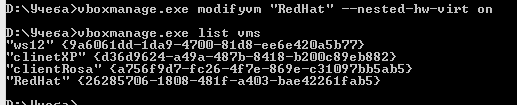 D:\Учеба>vboxmanage.exe modifyvm "RedHat" --nested-hw-virt on
D:\Учеба>vboxmanage.exe list vms
"ws12" {9a6061dd-1da9-4700-81d8-ee6e420a5b77}
"clinetXP" {d36d9624-a49a-487b-8418-b200c89eb882}
"clientRosa" {a756f9d7-fc26-4f7e-869e-c31097bb5ab5}
"RedHat" {26285706-1808-481f-a403-bae42261fab5}
D:\Учеба>